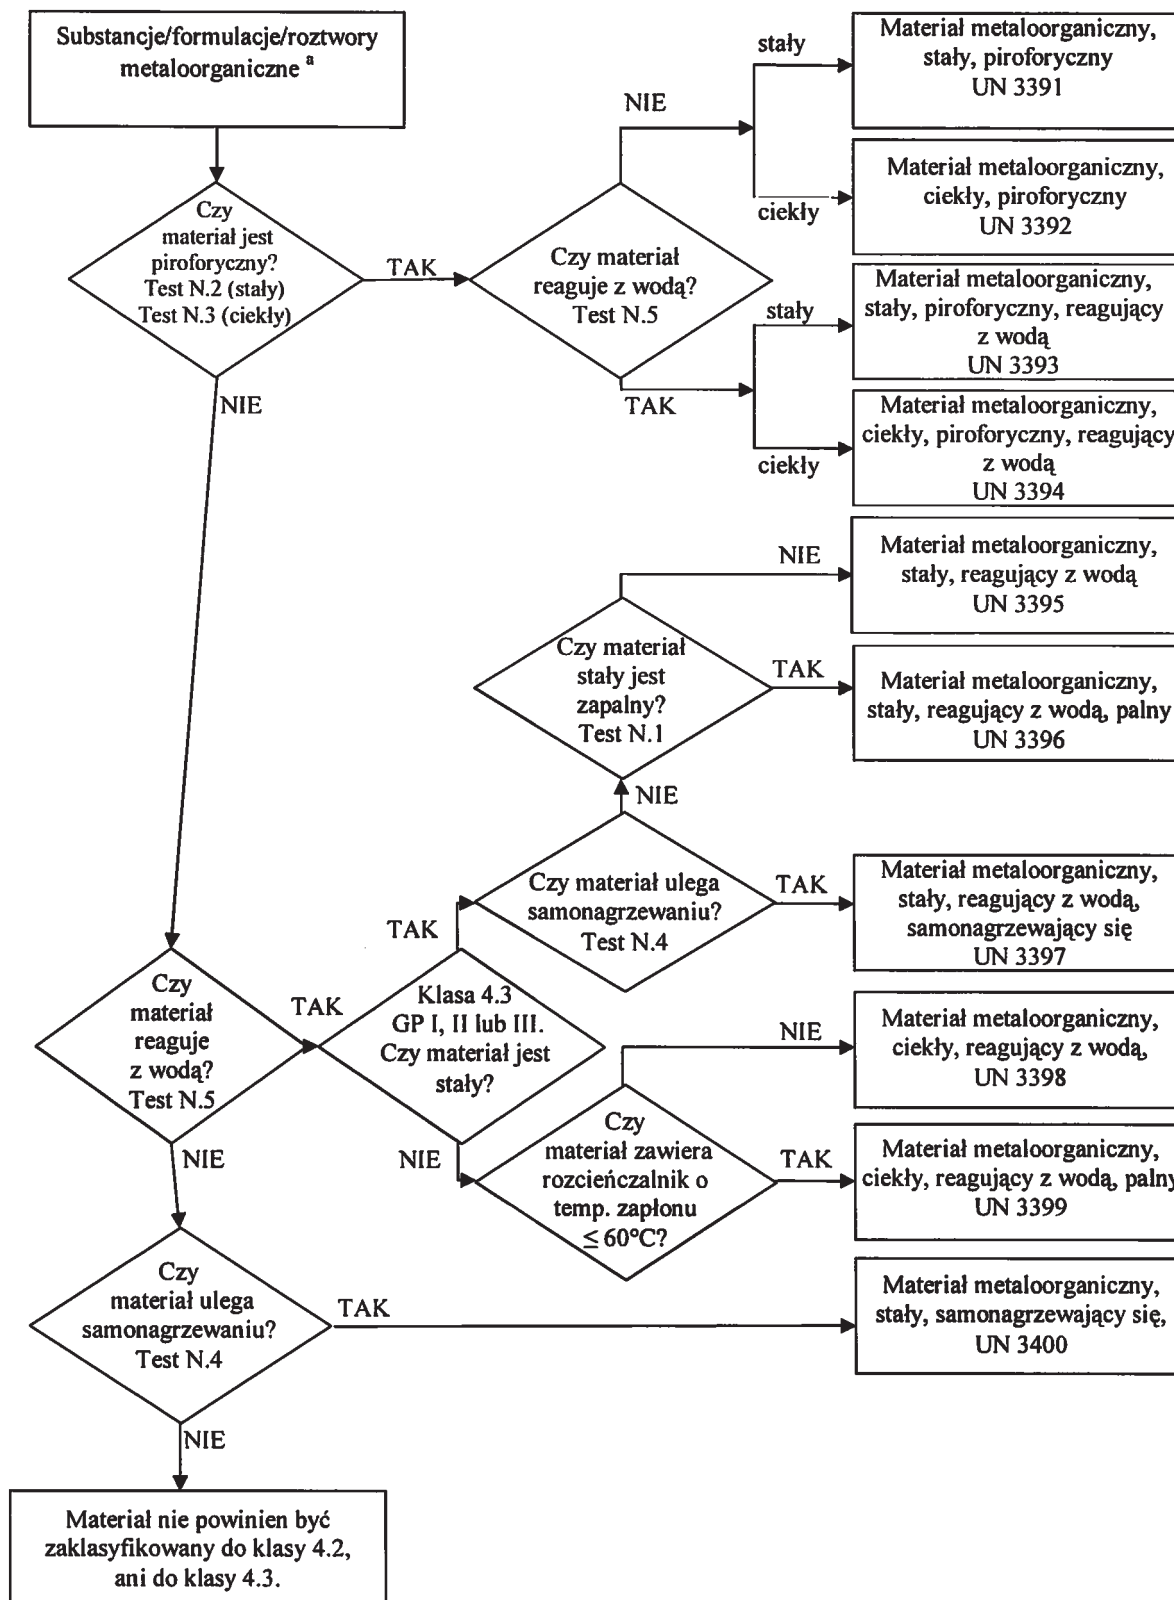 Substancje/formulacje/roztwory
metaloorganiczne ª
stały
Materiał metaloorganiczny,
stały, piroforyczny
UN 3391
NIE
Materiał metaloorganiczny,
ciekły, piroforyczny
UN 3392
ciekły
Czy
materiał jest
piroforyczny?
Test N.2 (stały)
Test N.3 (ciekły)
TAK
Czy materiał
reaguje z wodą?
Test N.5
stały
Materiał metaloorganiczny,
stały, piroforyczny, reagujący
z wodą
UN 3393
NIE
TAK
Materiał metaloorganiczny,
ciekły, piroforyczny, reagujący
z wodą
UN 3394
ciekły
NIE
Materiał metaloorganiczny,
stały, reagujący z wodą
UN 3395
Czy materiał
stały jest
zapalny?
Test N.1
TAK
Materiał metaloorganiczny,
stały, reagujący z wodą, palny
UN 3396
NIE
Czy materiał ulega
samonagrzewaniu?
Test N.4
TAK
Materiał metaloorganiczny,
stały, reagujący z wodą,
samonagrzewający się
UN 3397
TAK
Czy
materiał
reaguje
z wodą?
Test N.5
TAK
Klasa 4.3
GP I, II lub III.
Czy materiał jest
stały?
NIE
Materiał metaloorganiczny,
ciekły, reagujący z wodą,
UN 3398
NIE
NIE
Czy
materiał zawiera
rozcieńczalnik o
temp. zapłonu
≤ 60°C?
TAK
Materiał metaloorganiczny,
ciekły, reagujący z wodą, palny
UN 3399
Czy
materiał ulega
samonagrzewaniu?
Test N.4
TAK
Materiał metaloorganiczny,
stały, samonagrzewający się,
UN 3400
NIE
Materiał nie powinien być
zaklasyfikowany do klasy 4.2,
ani do klasy 4.3.